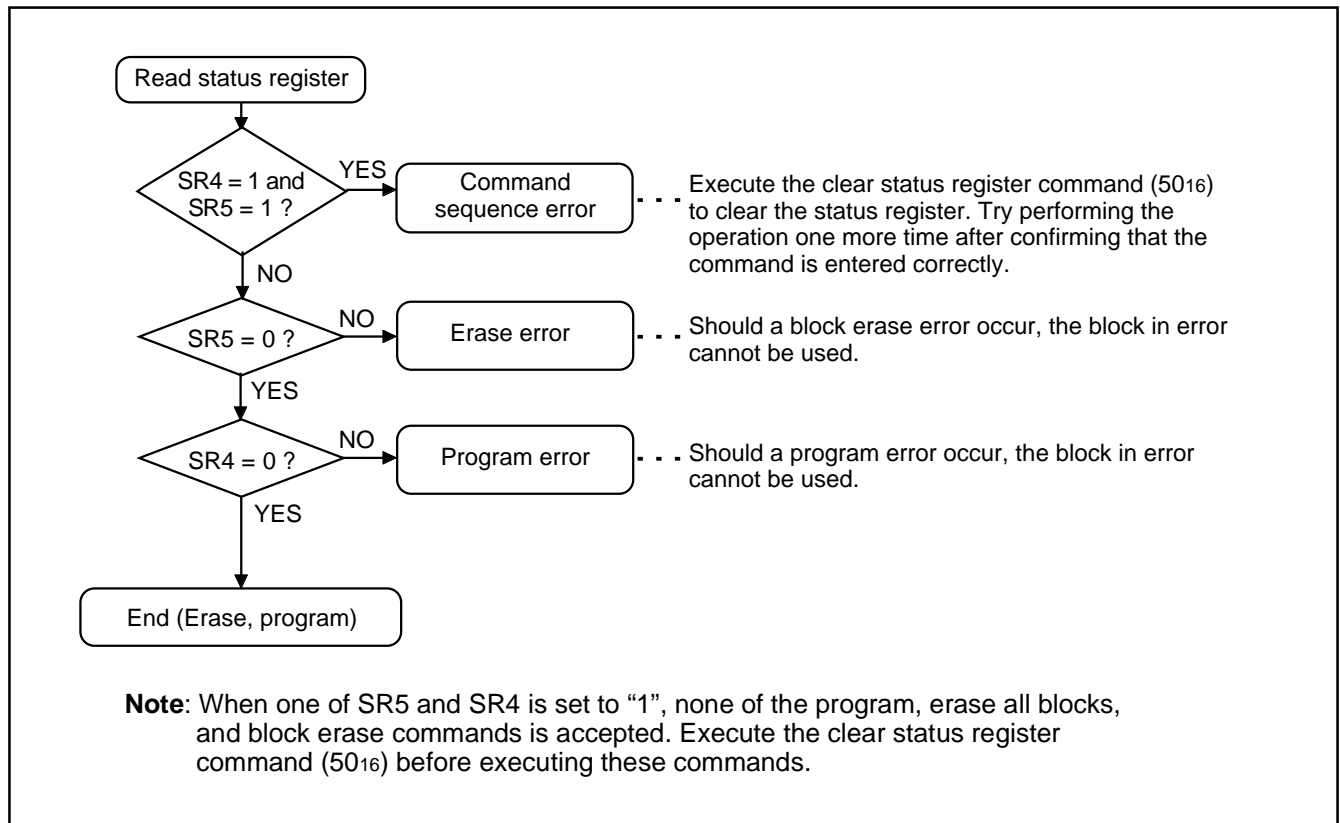 Read status register
SR4 = 1 and
SR5 = 1 ?
YES
Command
sequence error
Execute the clear status register command (5016)
to clear the status register. Try performing the
operation one more time after confirming that the
command is entered correctly.
NO
SR5 = 0 ?
NO
Erase error
Should a block erase error occur, the block in error
cannot be used.
YES
SR4 = 0 ?
NO
Program error
Should a program error occur, the block in error
cannot be used.
YES
End (Erase, program)
Note: When one of SR5 and SR4 is set to “1”, none of the program, erase all blocks,
and block erase commands is accepted. Execute the clear status register
command (5016) before executing these commands.